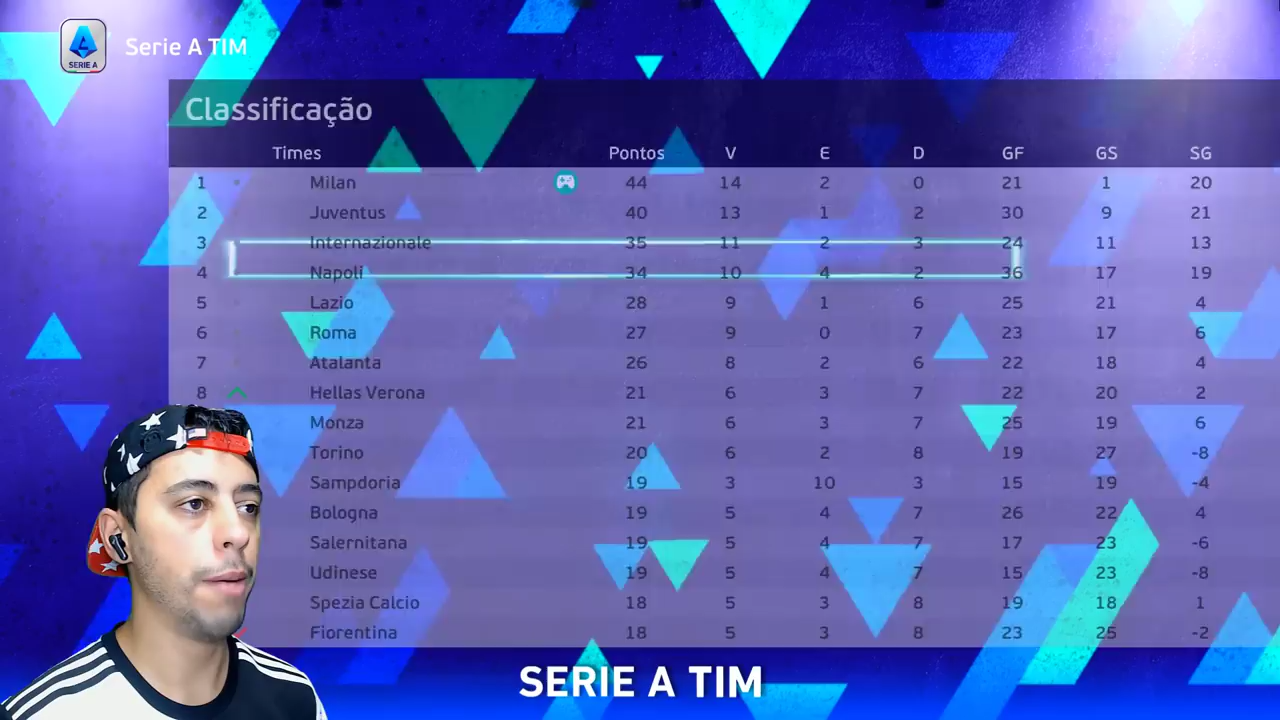 SERIE A
Serie A TIM
Classificação
Times Pontos V E D GF GS SG
1 Milan 44 14 2 0 21 1 20
2 Juventus 40 13 1 2 30 9 21
3 Internazionale 35 11 2 3 24 11 13
4 Napoli 34 10 4 2 36 17 19
5 Lazio 28 9 1 6 25 21 4
6 Roma 27 9 0 7 23 17 6
7 Atalanta 26 8 2 6 22 18 4
8 Hellas Verona 21 6 3 7 22 20 2
Monza 21 6 3 7 25 19 6
Torino 20 6 2 8 19 27 -8
Sampdoria 19 3 10 3 15 19 -4
Bologna 19 5 4 7 26 22 4
Salernitana 19 5 4 7 17 23 -6
Udinese 19 5 4 7 15 23 -8
Spezia Calcio 18 5 3 8 19 18 1
Fiorentina 18 5 3 8 23 25 -2
SERIE A TIM